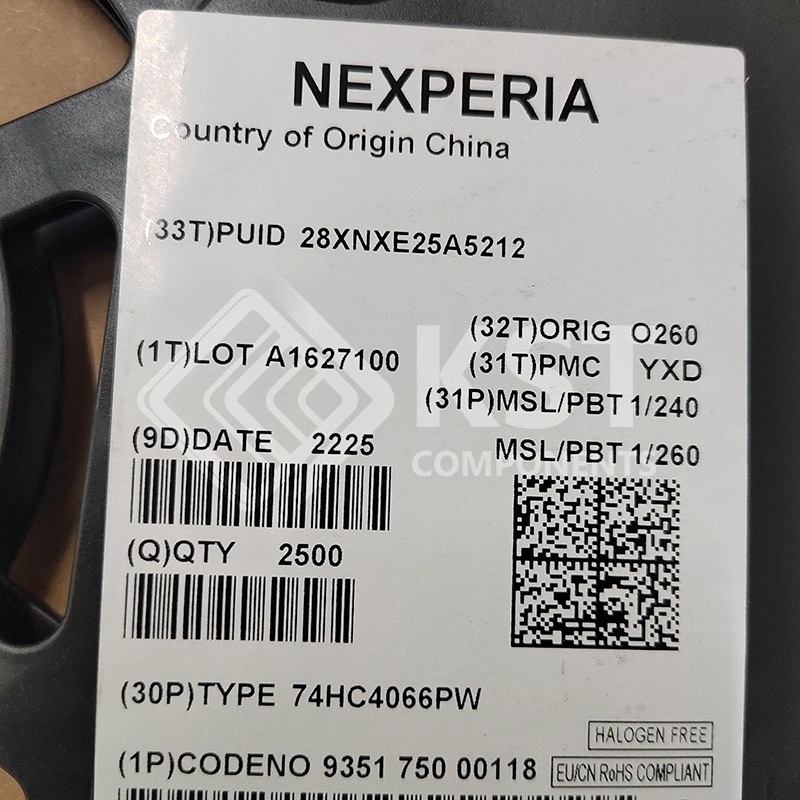 NEXPERIA
Country of Origin China
(33T)PUID 28XNXE25A5212
(32T)ORIG O260
(1T)LOT A1627100
(31T)PMC YXD
(31P)MSL/PBT 1/240
(9D)DATE 2225
MSL/PBT 1/260
KST
COMPONENTS
(Q)QTY 2500
(30P)TYPE 74HC4066PW
HALOGEN FREE
(1P)CODENO 9351 750 00118
EU/CN RoHS COMPLIANT